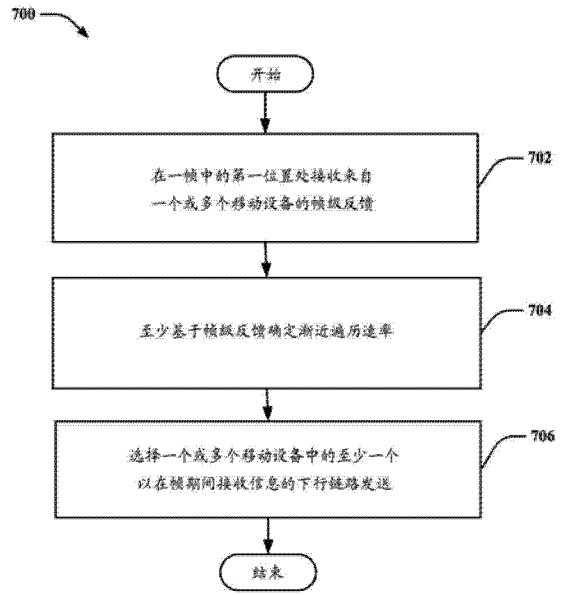 700
开始
在一帧中的第一位置处接收来自
一个或多个移动设备的帧级反馈
702
至少基于帧级反馈确定渐近遍历速率
704
选择一个或多个移动设备中的至少一个
以在帧期间接收信息的下行链路发送
706
结束